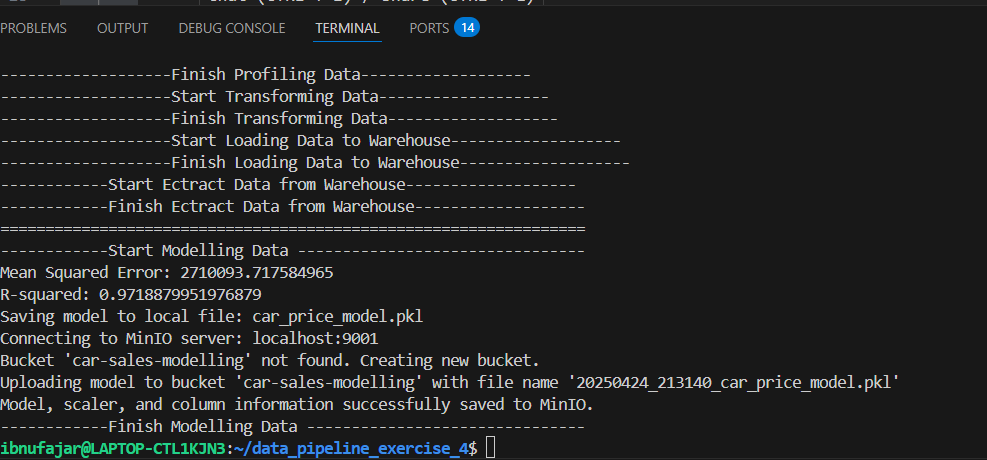 PROBLEMS OUTPUT DEBUG CONSOLE TERMINAL PORTS 14
-------------------Finish Profiling Data-------------------
-------------------Start Transforming Data-------------------
-------------------Finish Transforming Data-------------------
-------------------Start Loading Data to Warehouse-------------------
-------------------Finish Loading Data to Warehouse-------------------
------------Start Ectract Data from Warehouse-------------------
------------Finish Ectract Data from Warehouse-------------------
=================================================================
------------Start Modelling Data --------------------------------
Mean Squared Error: 2710093.717584965
R-squared: 0.9718879951976879
Saving model to local file: car_price_model.pkl
Connecting to MinIO server: localhost:9001
Bucket 'car-sales-modelling' not found. Creating new bucket.
Uploading model to bucket 'car-sales-modelling' with file name '20250424_213140_car_price_model.pkl'
Model, scaler, and column information successfully saved to MinIO.
------------Finish Modelling Data -------------------------------
ibnufajar@LAPTOP-CTL1KJN3:~/data_pipeline_exercise_4$